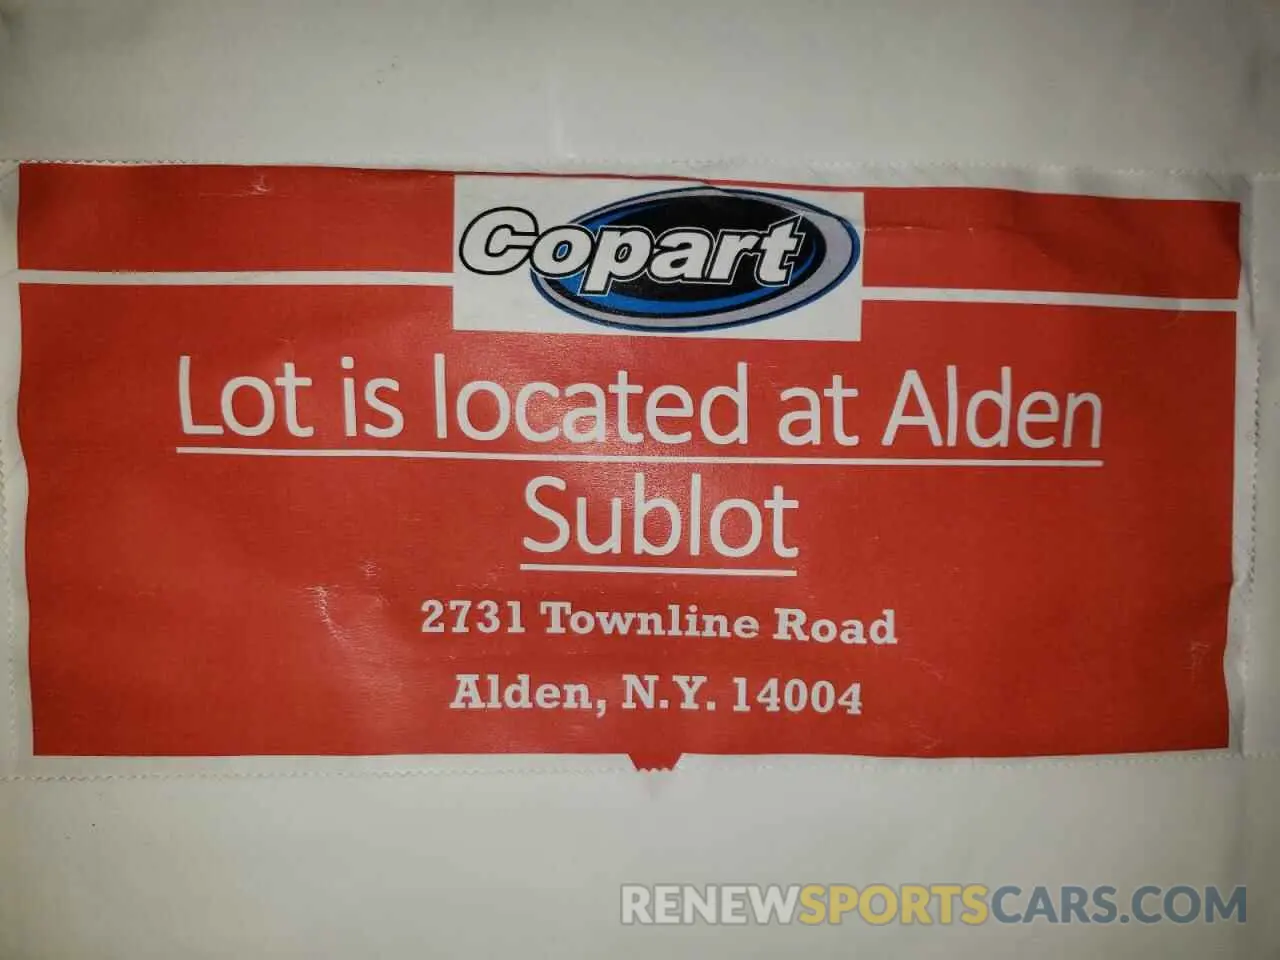 Copart
Lot is located at Alden
Sublot
2731 Townline Road
Alden, N.Y. 14004
RENEWSPORTSCARS.COM